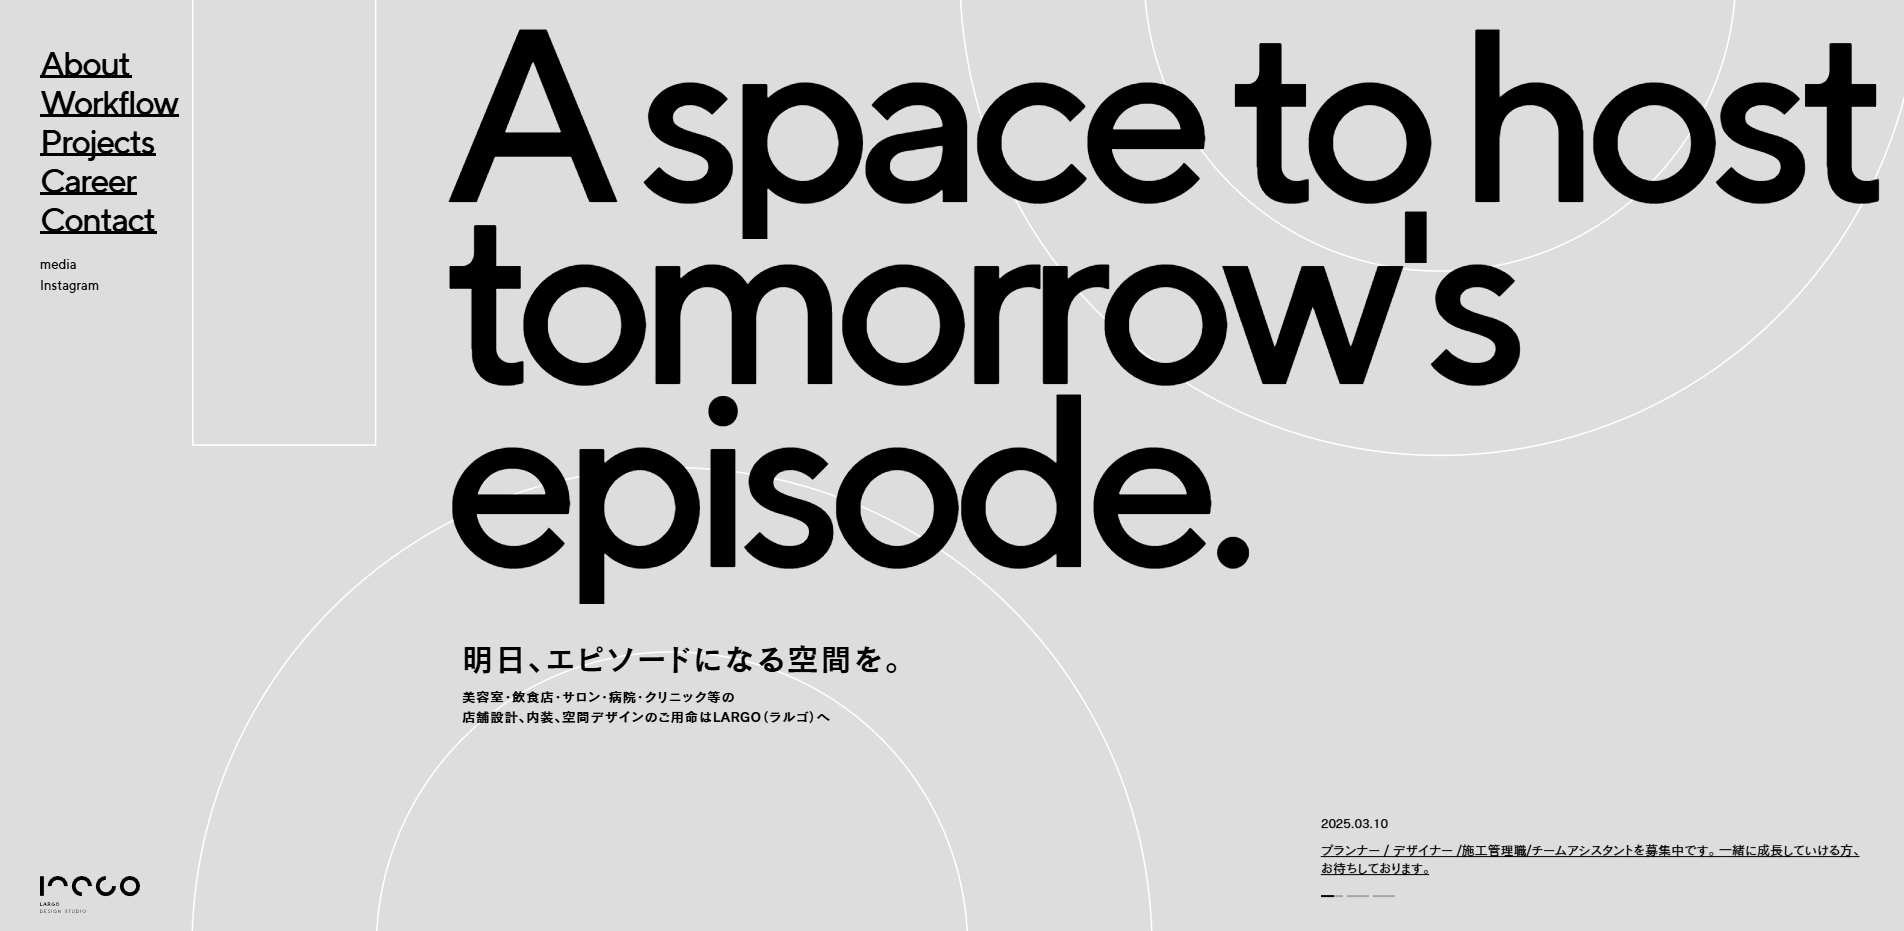 About
Workflow
Projects
Career
Contact
media
Instagram
A space to host
tomorrow's
episode.
明日、エピソードになる空間を。
美容室・飲食店・サロン・病院・クリニック等の
店舗設計、内装、空間デザインのご用命はLARGO（ラルゴ）へ
2025.03.10
プランナー / デザイナー /施工管理職/チームアシスタントを募集中です。一緒に成長していける方、
お待ちしております。
LARGO
DESIGN STUDIO